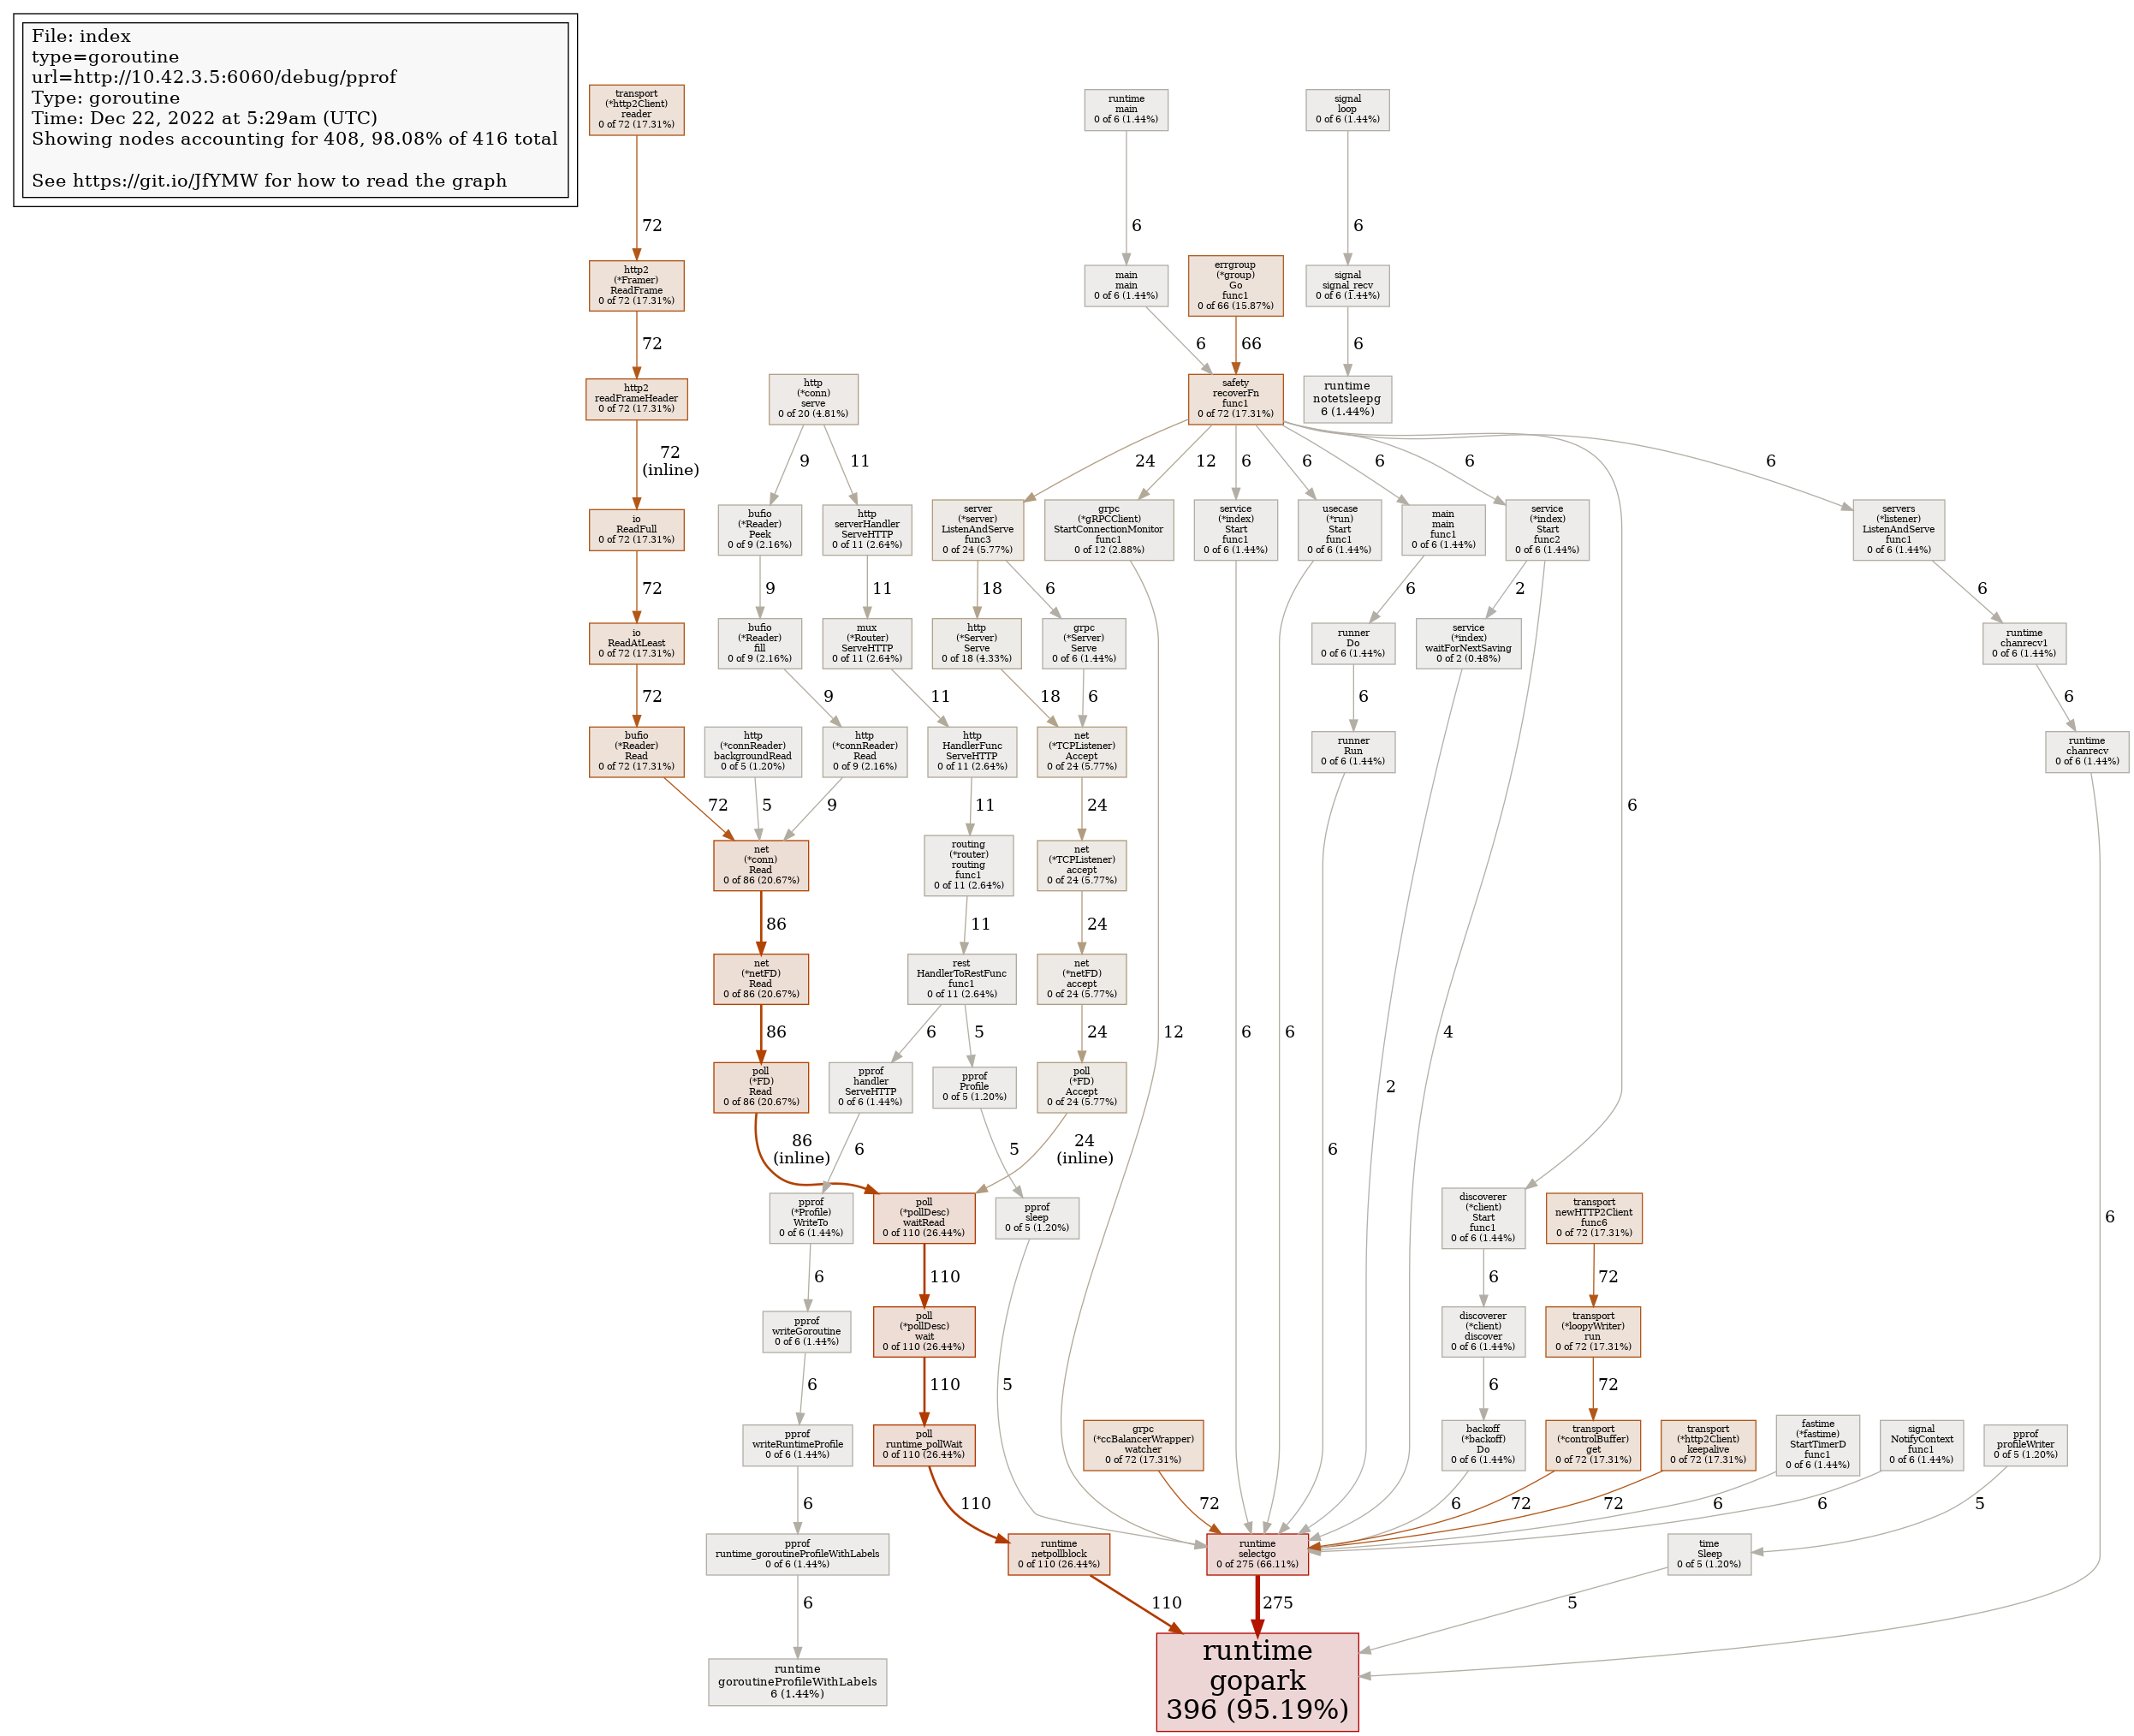 File: index
type=goroutine
url=http://10.42.3.5:6060/debug/pprof
Type: goroutine
Time: Dec 22, 2022 at 5:29am (UTC)
Showing nodes accounting for 408, 98.08% of 416 total
See https://git.io/JfYMW for how to read the graph
transport
(*http2Client)
reader
0 of 72 (17.31%)
runtime
main
0 of 6 (1.44%)
signal
loop
0 of 6 (1.44%)
72
6
6
http2
(*Framer)
ReadFrame
0 of 72 (17.31%)
main
main
0 of 6 (1.44%)
errgroup
(*group)
Go
func1
0 of 66 (15.87%)
signal
signal_recv
0 of 6 (1.44%)
72
6
66
6
http2
readFrameHeader
0 of 72 (17.31%)
http
(*conn)
serve
0 of 20 (4.81%)
safety
recoverFn
func1
0 of 72 (17.31%)
runtime
notetsleepg
6 (1.44%)
72
(inline)
9
11
24
12
6
6
6
6
6
6
io
ReadFull
0 of 72 (17.31%)
bufio
(*Reader)
Peek
0 of 9 (2.16%)
http
serverHandler
ServeHTTP
0 of 11 (2.64%)
server
(*server)
ListenAndServe
func3
0 of 24 (5.77%)
grpc
(*gRPCClient)
StartConnectionMonitor
func1
0 of 12 (2.88%)
service
(*index)
Start
func1
0 of 6 (1.44%)
usecase
(*run)
Start
func1
0 of 6 (1.44%)
main
main
func1
0 of 6 (1.44%)
service
(*index)
Start
func2
0 of 6 (1.44%)
servers
(*listener)
ListenAndServe
func1
0 of 6 (1.44%)
72
9
11
18
6
6
2
6
io
ReadAtLeast
0 of 72 (17.31%)
bufio
(*Reader)
fill
0 of 9 (2.16%)
mux
(*Router)
ServeHTTP
0 of 11 (2.64%)
http
(*Server)
Serve
0 of 18 (4.33%)
grpc
(*Server)
Serve
0 of 6 (1.44%)
runner
Do
0 of 6 (1.44%)
service
(*index)
waitForNextSaving
0 of 2 (0.48%)
runtime
chanrecv1
0 of 6 (1.44%)
72
9
11
18
6
6
6
bufio
(*Reader)
Read
0 of 72 (17.31%)
http
(*connReader)
backgroundRead
0 of 5 (1.20%)
http
(*connReader)
Read
0 of 9 (2.16%)
http
HandlerFunc
ServeHTTP
0 of 11 (2.64%)
net
(*TCPListener)
Accept
0 of 24 (5.77%)
runner
Run
0 of 6 (1.44%)
runtime
chanrecv
0 of 6 (1.44%)
72
5
9
11
24
net
(*conn)
Read
0 of 86 (20.67%)
routing
(*router)
routing
func1
0 of 11 (2.64%)
net
(*TCPListener)
accept
0 of 24 (5.77%)
86
11
24
net
(*netFD)
Read
0 of 86 (20.67%)
rest
HandlerToRestFunc
func1
0 of 11 (2.64%)
net
(*netFD)
accept
0 of 24 (5.77%)
86
6
5
24
12
6
6
4
poll
(*FD)
Read
0 of 86 (20.67%)
pprof
handler
ServeHTTP
0 of 6 (1.44%)
pprof
Profile
0 of 5 (1.20%)
poll
(*FD)
Accept
0 of 24 (5.77%)
2
86
(inline)
6
5
24
(inline)
6
pprof
(*Profile)
WriteTo
0 of 6 (1.44%)
poll
(*pollDesc)
waitRead
0 of 110 (26.44%)
pprof
sleep
0 of 5 (1.20%)
discoverer
(*client)
Start
func1
0 of 6 (1.44%)
transport
newHTTP2Client
func6
0 of 72 (17.31%)
6
6
110
6
72
pprof
writeGoroutine
0 of 6 (1.44%)
poll
(*pollDesc)
wait
0 of 110 (26.44%)
discoverer
(*client)
discover
0 of 6 (1.44%)
transport
(*loopyWriter)
run
0 of 72 (17.31%)
6
110
5
6
72
pprof
writeRuntimeProfile
0 of 6 (1.44%)
poll
runtime_pollWait
0 of 110 (26.44%)
grpc
(*ccBalancerWrapper)
watcher
0 of 72 (17.31%)
backoff
(*backoff)
Do
0 of 6 (1.44%)
transport
(*controlBuffer)
get
0 of 72 (17.31%)
transport
(*http2Client)
keepalive
0 of 72 (17.31%)
fastime
(*fastime)
StartTimerD
func1
0 of 6 (1.44%)
signal
NotifyContext
func1
0 of 6 (1.44%)
pprof
profileWriter
0 of 5 (1.20%)
6
110
72
6
72
72
6
6
5
pprof
runtime_goroutineProfileWithLabels
0 of 6 (1.44%)
runtime
netpollblock
0 of 110 (26.44%)
runtime
selectgo
0 of 275 (66.11%)
time
Sleep
0 of 5 (1.20%)
6
110
275
5
runtime
goroutineProfileWithLabels
6 (1.44%)
runtime
gopark
396 (95.19%)